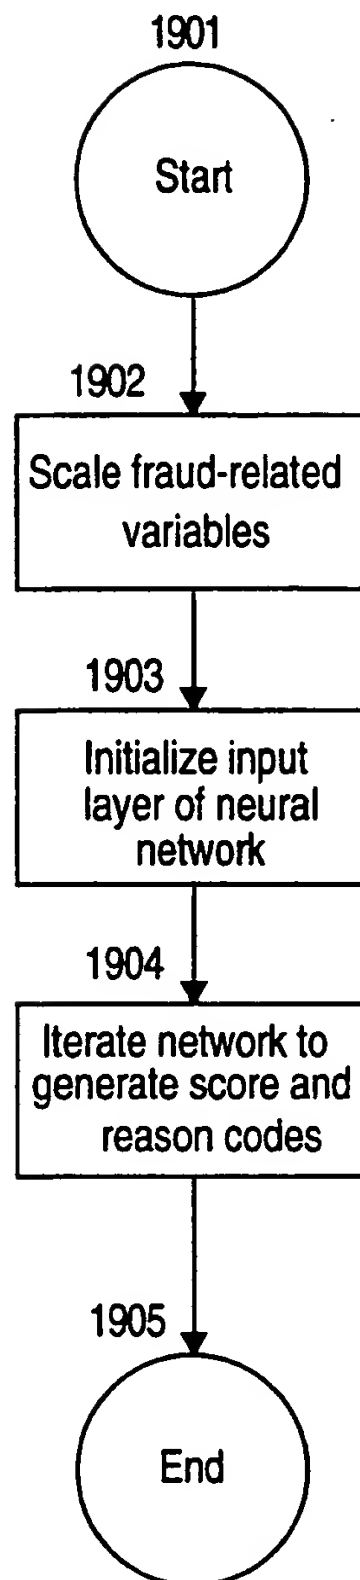 1901
Start
1902
Scale fraud-related
variables
1903
Initialize input
layer of neural
network
1904
Iterate network to
generate score and
reason codes
1905
End